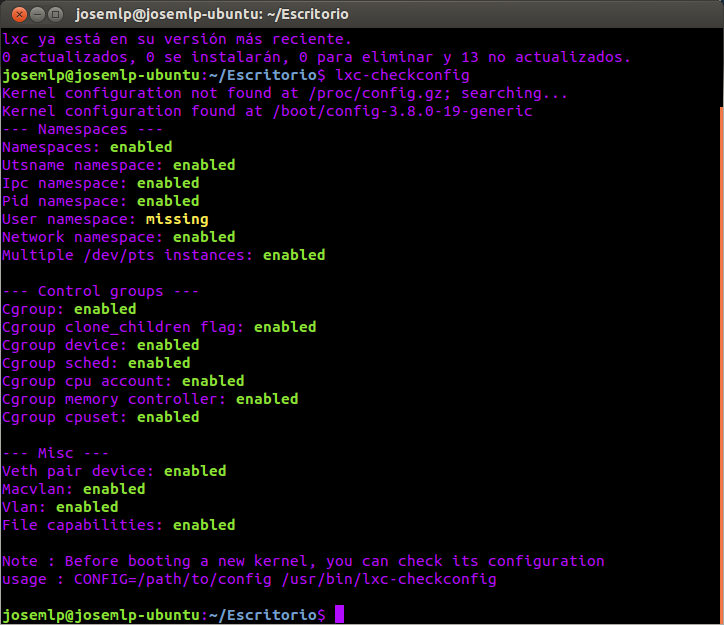 josemlp@josemlp-ubuntu: ~/Escritorio
lxc ya está en su versión más reciente.
0 actualizados, 0 se instalarán, 0 para eliminar y 13 no actualizados.
josemlp@josemlp-ubuntu:~/Escritorio$ lxc-checkconfig
Kernel configuration not found at /proc/config.gz; searching...
Kernel configuration found at /boot/config-3.8.0-19-generic
--- Namespaces ---
Namespaces: enabled
Utsname namespace: enabled
Ipc namespace: enabled
Pid namespace: enabled
User namespace: missing
Network namespace: enabled
Multiple /dev/pts instances: enabled
--- Control groups ---
Cgroup: enabled
Cgroup clone_children flag: enabled
Cgroup device: enabled
Cgroup sched: enabled
Cgroup cpu account: enabled
Cgroup memory controller: enabled
Cgroup cpuset: enabled
--- Misc ---
Veth pair device: enabled
Macvlan: enabled
Vlan: enabled
File capabilities: enabled
Note : Before booting a new kernel, you can check its configuration
usage : CONFIG=/path/to/config /usr/bin/lxc-checkconfig
josemlp@josemlp-ubuntu:~/Escritorio$